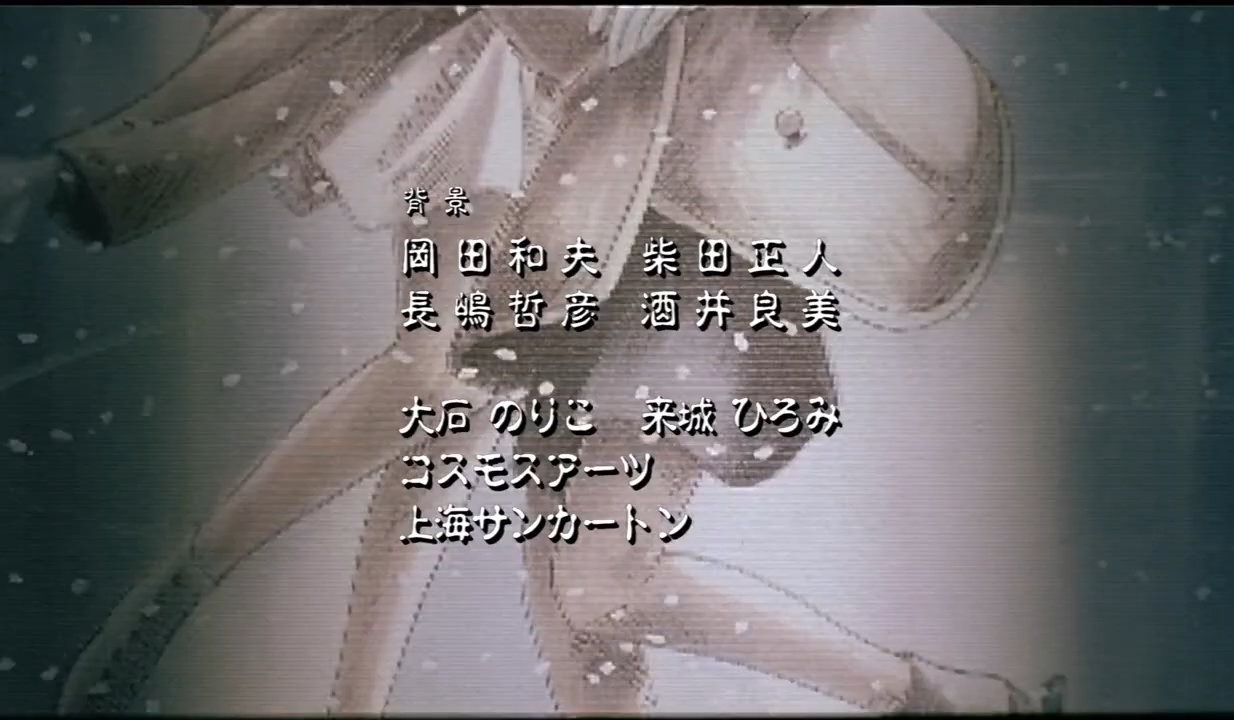 背景
岡田和夫 柴田正人
長嶋哲彦 酒井良美
大石 のりこ 来城 ひろみ
コスモスアーツ
上海サンカートン